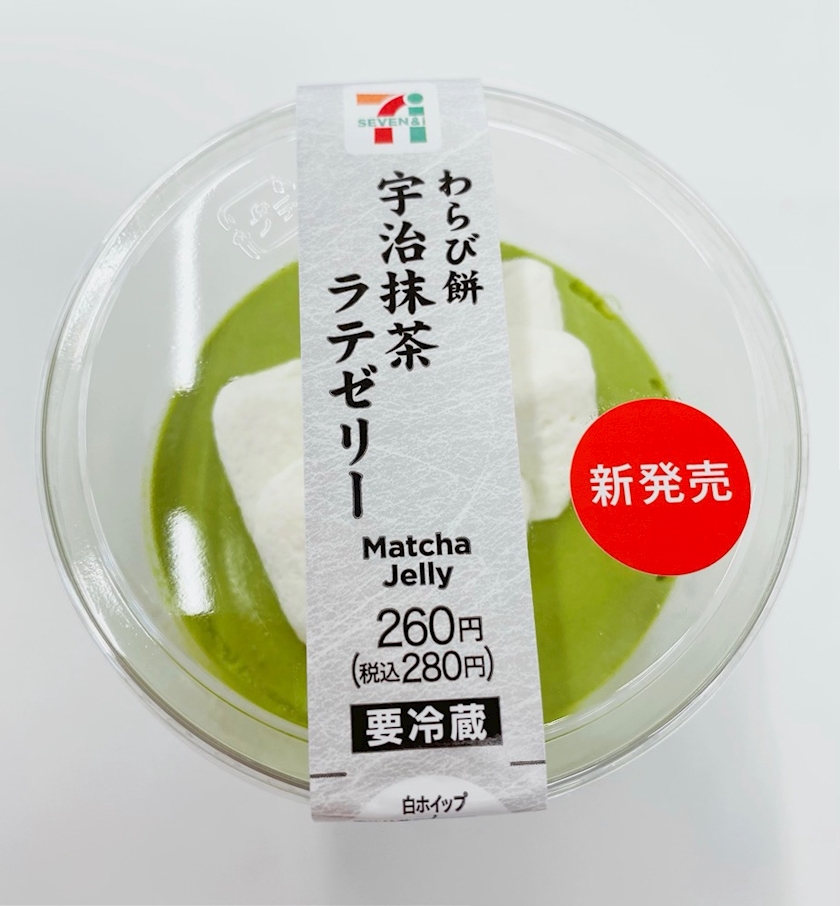 SEVEN&i
わらび餅
宇治抹茶
ラテゼリー
Matcha
Jelly
260円
(税込280円)
要冷蔵
白ホイップ
新発売